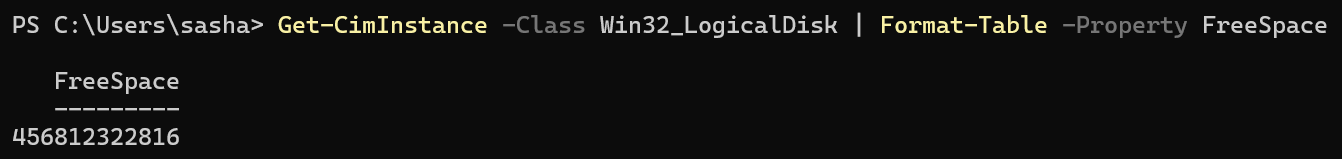 PS C:\Users\sasha> Get-CimInstance -Class Win32_LogicalDisk | Format-Table -Property FreeSpace
FreeSpace
---------
456812322816